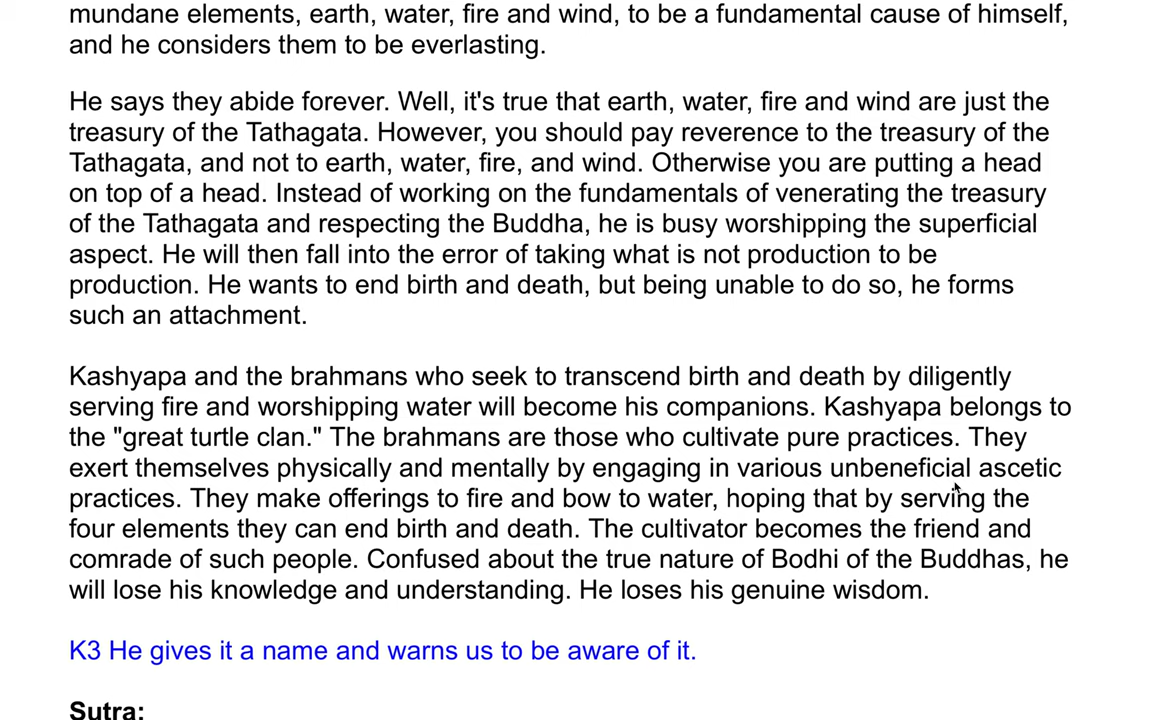 mundane elements, earth, water, fire and wind, to be a fundamental cause of himself,
and he considers them to be everlasting.
He says they abide forever. Well, it's true that earth, water, fire and wind are just the
treasury of the Tathagata. However, you should pay reverence to the treasury of the
Tathagata, and not to earth, water, fire, and wind. Otherwise you are putting a head
on top of a head. Instead of working on the fundamentals of venerating the treasury
of the Tathagata and respecting the Buddha, he is busy worshipping the superficial
aspect. He will then fall into the error of taking what is not production to be
production. He wants to end birth and death, but being unable to do so, he forms
such an attachment.
Kashyapa and the brahmans who seek to transcend birth and death by diligently
serving fire and worshipping water will become his companions. Kashyapa belongs to
the "great turtle clan." The brahmans are those who cultivate pure practices. They
exert themselves physically and mentally by engaging in various unbeneficial ascetic
practices. They make offerings to fire and bow to water, hoping that by serving the
four elements they can end birth and death. The cultivator becomes the friend and
comrade of such people. Confused about the true nature of Bodhi of the Buddhas, he
will lose his knowledge and understanding. He loses his genuine wisdom.
K3 He gives it a name and warns us to be aware of it.
Sutra: